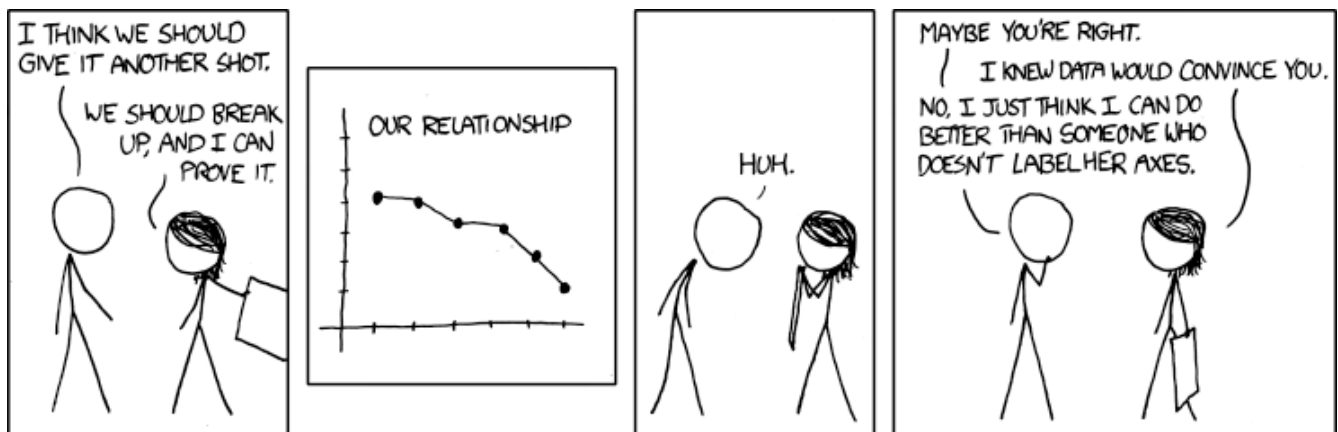 I THINK WE SHOULD
GIVE IT ANOTHER SHOT.
WE SHOULD BREAK
UP, AND I CAN
PROVE IT.
OUR RELATIONSHIP
HUH.
MAYBE YOU'RE RIGHT.
I KNEW DATA WOULD CONVINCE YOU.
NO, I JUST THINK I CAN DO
BETTER THAN SOMEONE WHO
DOESN'T LABEL HER AXES.